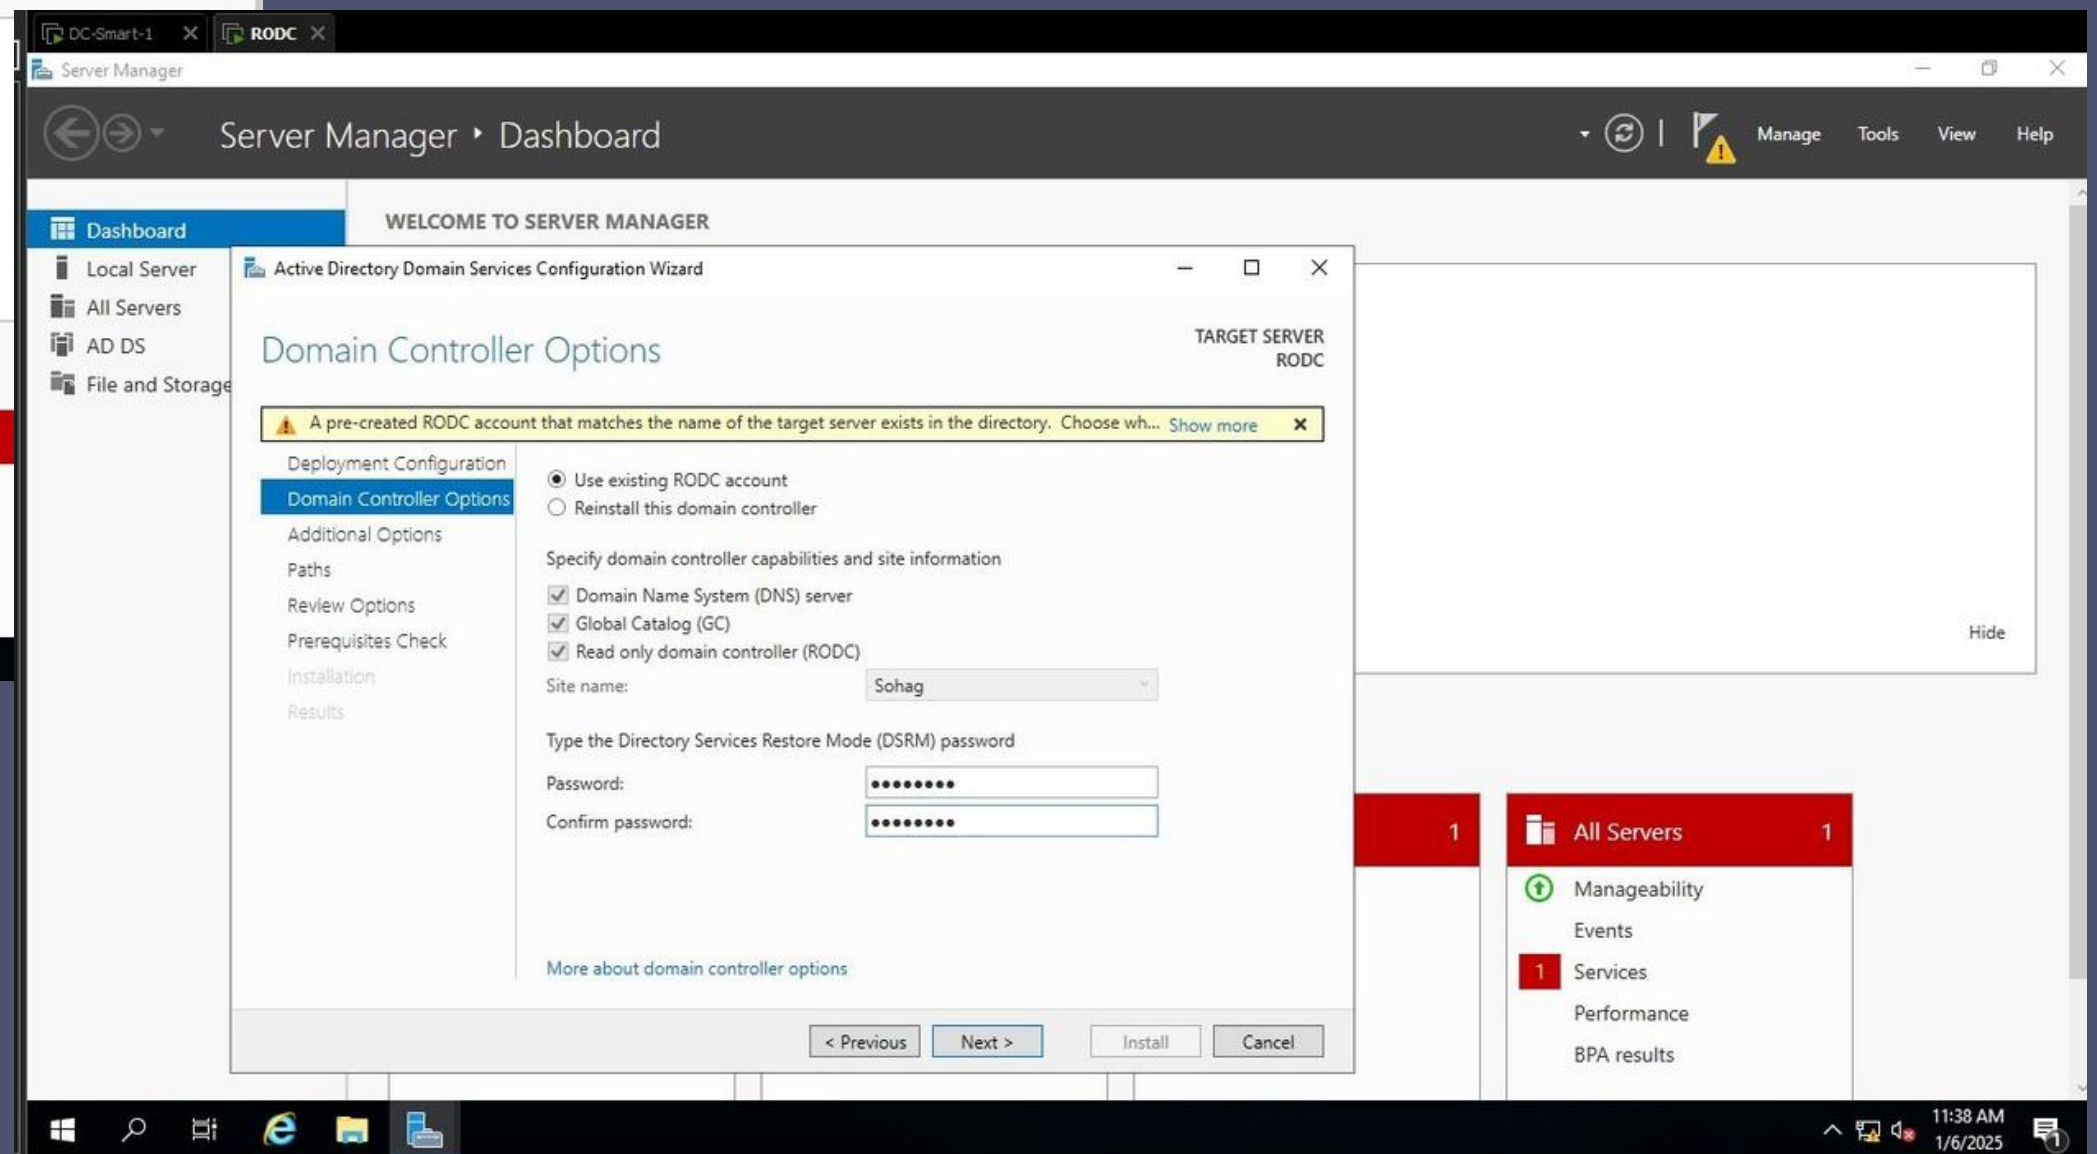 DC-Smart-1
RODC
Server Manager
Server Manager
Dashboard
Manage
Tools
View
Help
Dashboard
Local Server
All Servers
AD DS
File and Storage
WELCOME TO SERVER MANAGER
Active Directory Domain Services Configuration Wizard
Domain Controller Options
TARGET SERVER
RODC
A pre-created RODC account that matches the name of the target server exists in the directory. Choose wh... Show more
Deployment Configuration
Domain Controller Options
Additional Options
Paths
Review Options
Prerequisites Check
Installation
Results
Use existing RODC account
Reinstall this domain controller
Specify domain controller capabilities and site information
Domain Name System (DNS) server
Global Catalog (GC)
Read only domain controller (RODC)
Site name: Sohag
Type the Directory Services Restore Mode (DSRM) password
Password: ••••••••
Confirm password: ••••••••
More about domain controller options
< Previous
Next >
Install
Cancel
Hide
1
All Servers 1
Manageability
Events
1 Services
Performance
BPA results
11:38 AM
1/6/2025
1